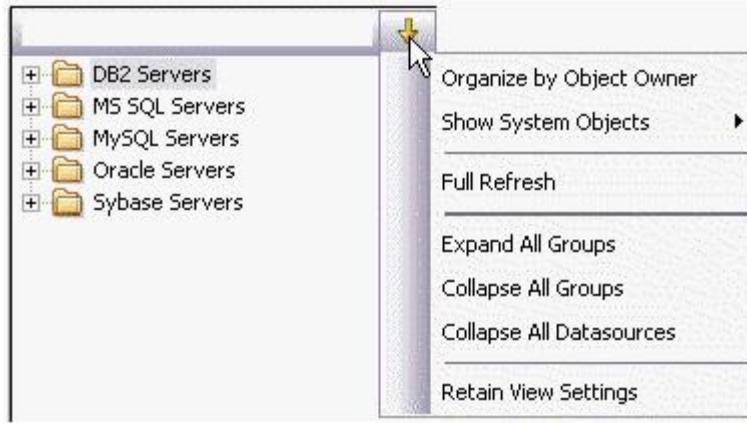 DB2 Servers
MS SQL Servers
MySQL Servers
Oracle Servers
Sybase Servers
Organize by Object Owner
Show System Objects
Full Refresh
Expand All Groups
Collapse All Groups
Collapse All Datasources
Retain View Settings